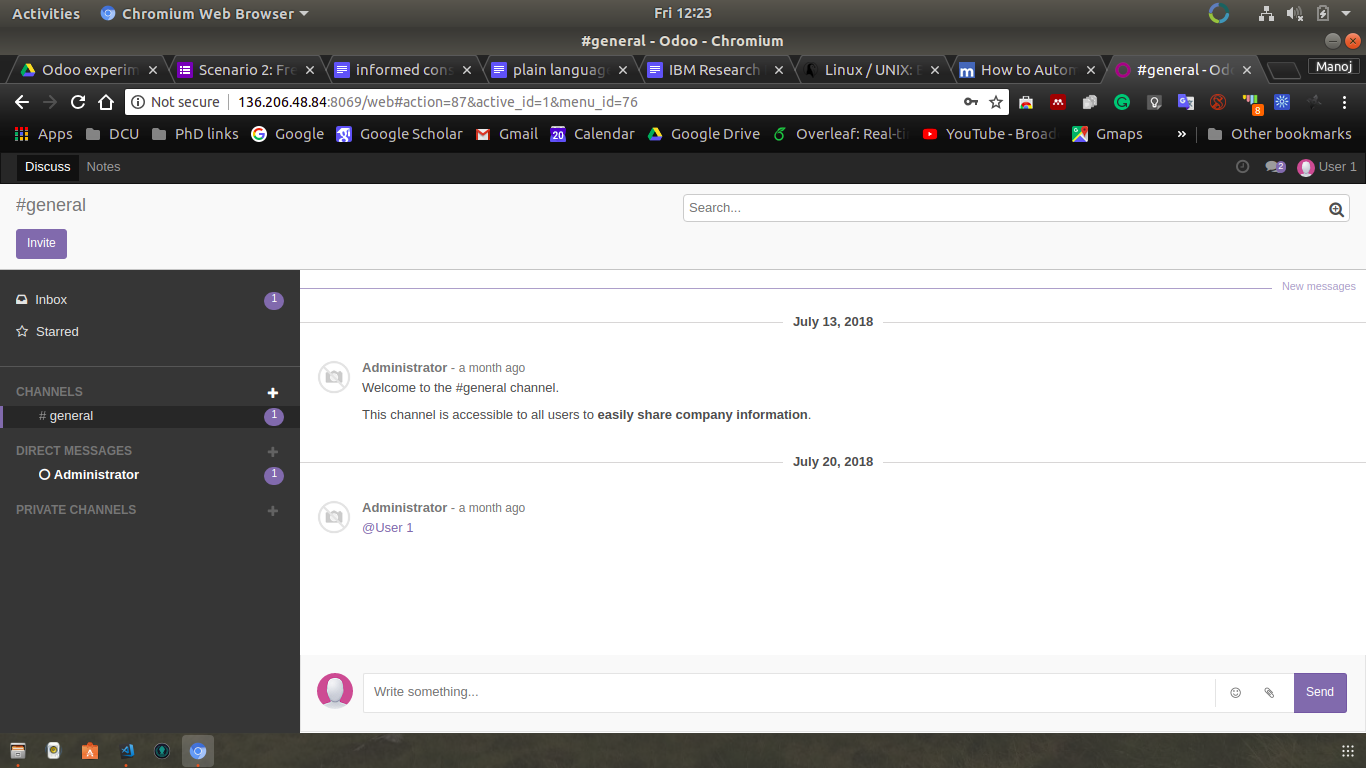 Activities Chromium Web Browser Fri 12:23
#general - Odoo - Chromium
Odoo experim Scenario 2: Fre informed cons plain language IBM Research Linux / UNIX: How to Autom #general - Odo Manoj
Not secure 136.206.48.84:8069/web#action=87&active_id=1&menu_id=76 8
Apps DCU PhD links Google Google Scholar Gmail 20 Calendar Google Drive Overleaf: Real-ti YouTube - Broad Gmaps » Other bookmarks
Discuss Notes 2 User 1
#general Search...
Invite
Inbox 1
Starred
New messages
July 13, 2018
Administrator - a month ago
Welcome to the #general channel.
This channel is accessible to all users to easily share company information.
CHANNELS
# general 1
DIRECT MESSAGES
Administrator 1
PRIVATE CHANNELS
July 20, 2018
Administrator - a month ago
@User 1
Write something... Send